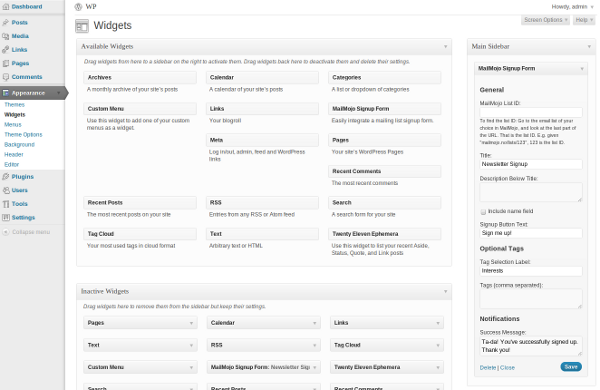 WP
Howdy, admin
Dashboard
Posts
Media
Links
Pages
Comments
Appearance
Themes
Widgets
Menus
Theme Options
Background
Header
Editor
Plugins
Users
Tools
Settings
Collapse menu
Widgets
Screen Options
Help
Available Widgets
Drag widgets from here to a sidebar on the right to activate them. Drag widgets back here to deactivate them and delete their settings.
Archives
A monthly archive of your site's posts
Calendar
A calendar of your site's posts
Categories
A list or dropdown of categories
Custom Menu
Use this widget to add one of your custom
menus as a widget.
Links
Your blogroll
MailMojo Signup Form
Easily integrate a mailing list signup form.
Meta
Log in/out, admin, feed and WordPress
links
Pages
Your site's WordPress Pages
Recent Comments
The most recent comments
Recent Posts
The most recent posts on your site
RSS
Entries from any RSS or Atom feed
Search
A search form for your site
Tag Cloud
Your most used tags in cloud format
Text
Arbitrary text or HTML
Twenty Eleven Ephemera
Use this widget to list your recent Aside,
Status, Quote, and Link posts
Inactive Widgets
Drag widgets here to remove them from the sidebar but keep their settings.
Pages
Calendar
Links
Text
RSS
Tag Cloud
Custom Menu
MailMojo Signup Form: Newsletter Sign
Twenty Eleven Ephemera
Search
Recent Posts
Recent Comments
Main Sidebar
MailMojo Signup Form
General
MailMojo List ID:
To find the list ID: Go to the email list of your
choice in MailMojo, and look at the last part of
the URL. That is the list ID. E.g. given
"mailmojo.no/lists/123", 123 is the list ID.
Title:
Newsletter Signup
Description Below Title:
Include name field
Signup Button Text:
Sign me up!
Optional Tags
Tag Selection Label:
Interests
Tags (comma separated):
Notifications
Success Message:
Ta-da! You've successfully signed up.
Thank you!
Delete | Close
Save